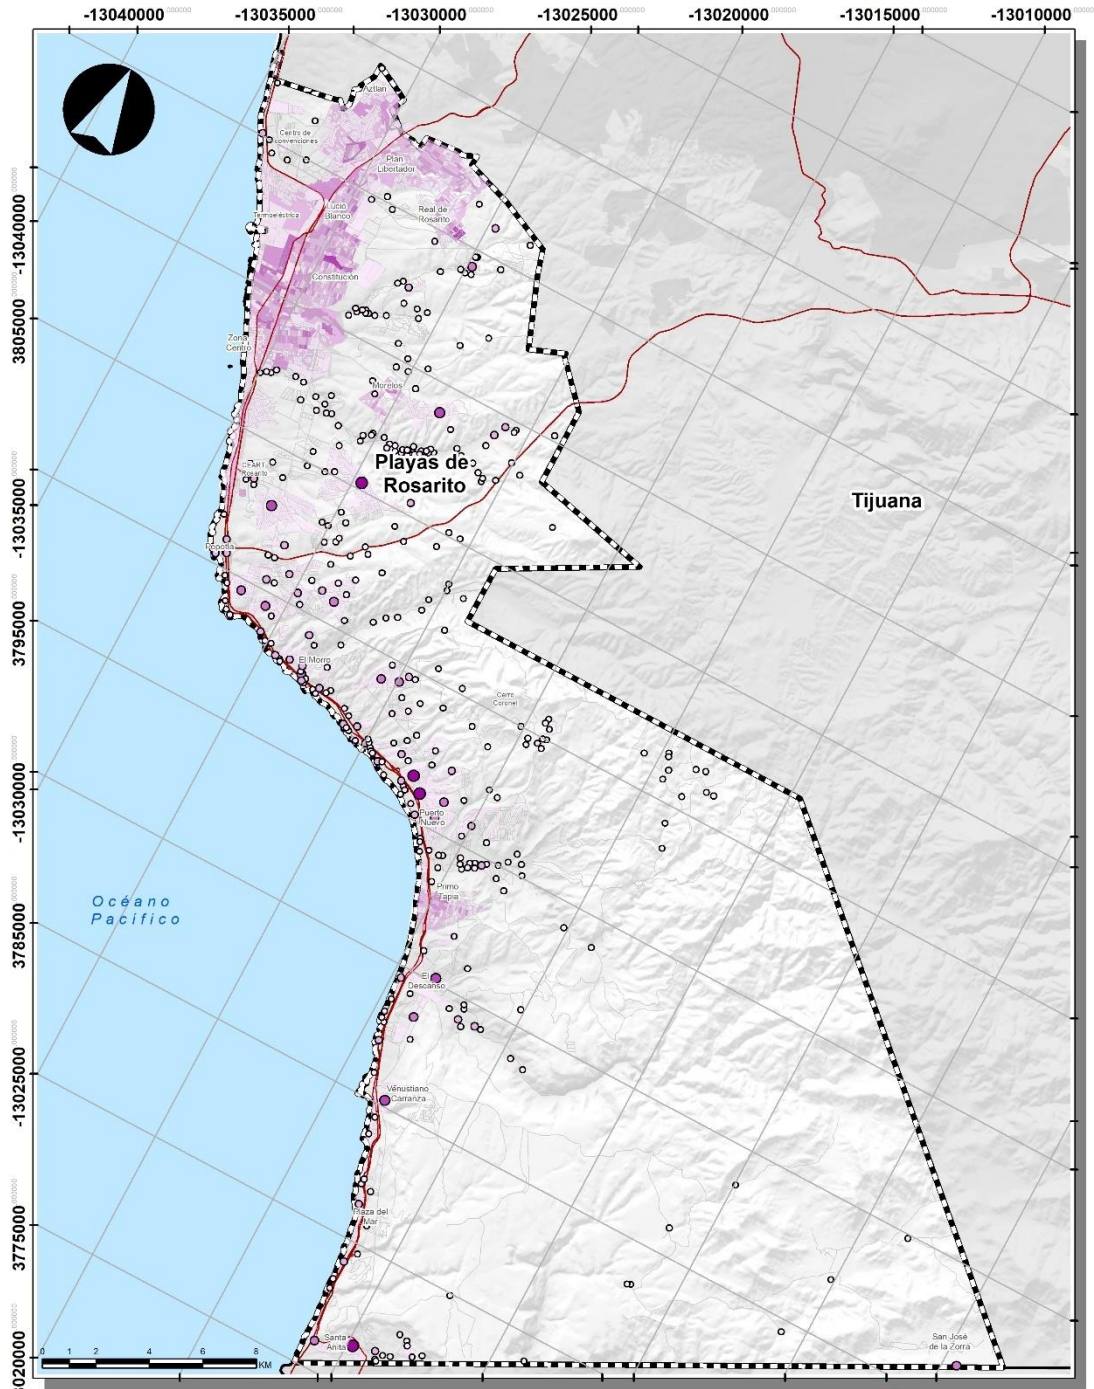 -13040000
-13035000
-13030000
-13025000
-13020000
-13015000
-13010000
Aztlan
Centro de
convenciones
Plan
Libertador
Lucio
Blanco
Real de
Rosarito
Termoeléctrica
-13040000
Constitución
3805000
Zona
Centro
Morelos
Playas de
Rosarito
CEART
Rosarito
Tijuana
-13035000
Popotla
3795000
El Morro
Cerro
Coronel
-13030000
Puerto
Nuevo
Primo
Tapia
Océano
Pacífico
3785000
El
Descanso
-13025000
Venustiano
Carranza
Plaza del
Mar
3775000
Santa
Anita
San José
de la Zorra
0 1 2 4 6 8
KM